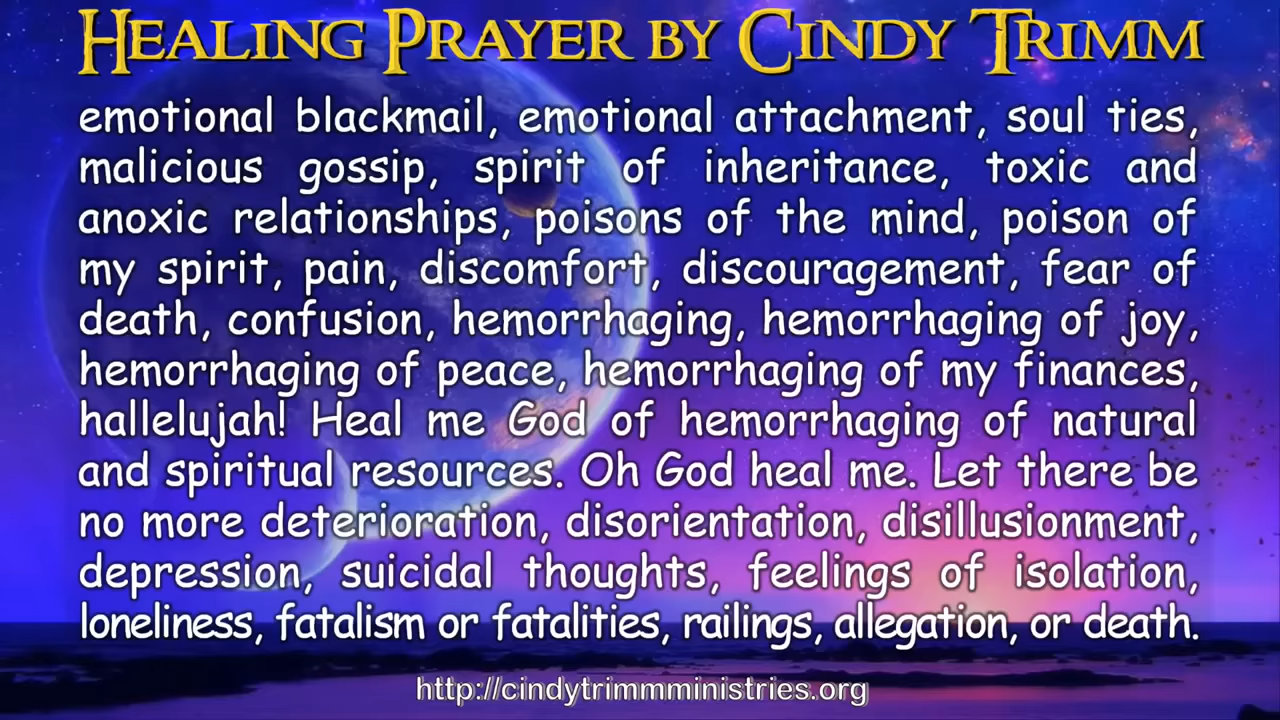 Healing Prayer by Cindy Trimm
emotional blackmail, emotional attachment, soul ties,
malicious gossip, spirit of inheritance, toxic and
anoxic relationships, poisons of the mind, poison of
my spirit, pain, discomfort, discouragement, fear of
death, confusion, hemorrhaging, hemorrhaging of joy,
hemorrhaging of peace, hemorrhaging of my finances,
hallelujah! Heal me God of hemorrhaging of natural
and spiritual resources. Oh God heal me. Let there be
no more deterioration, disorientation, disillusionment,
depression, suicidal thoughts, feelings of isolation,
loneliness, fatalism or fatalities, railings, allegation, or death.
http://cindytrimmministries.org